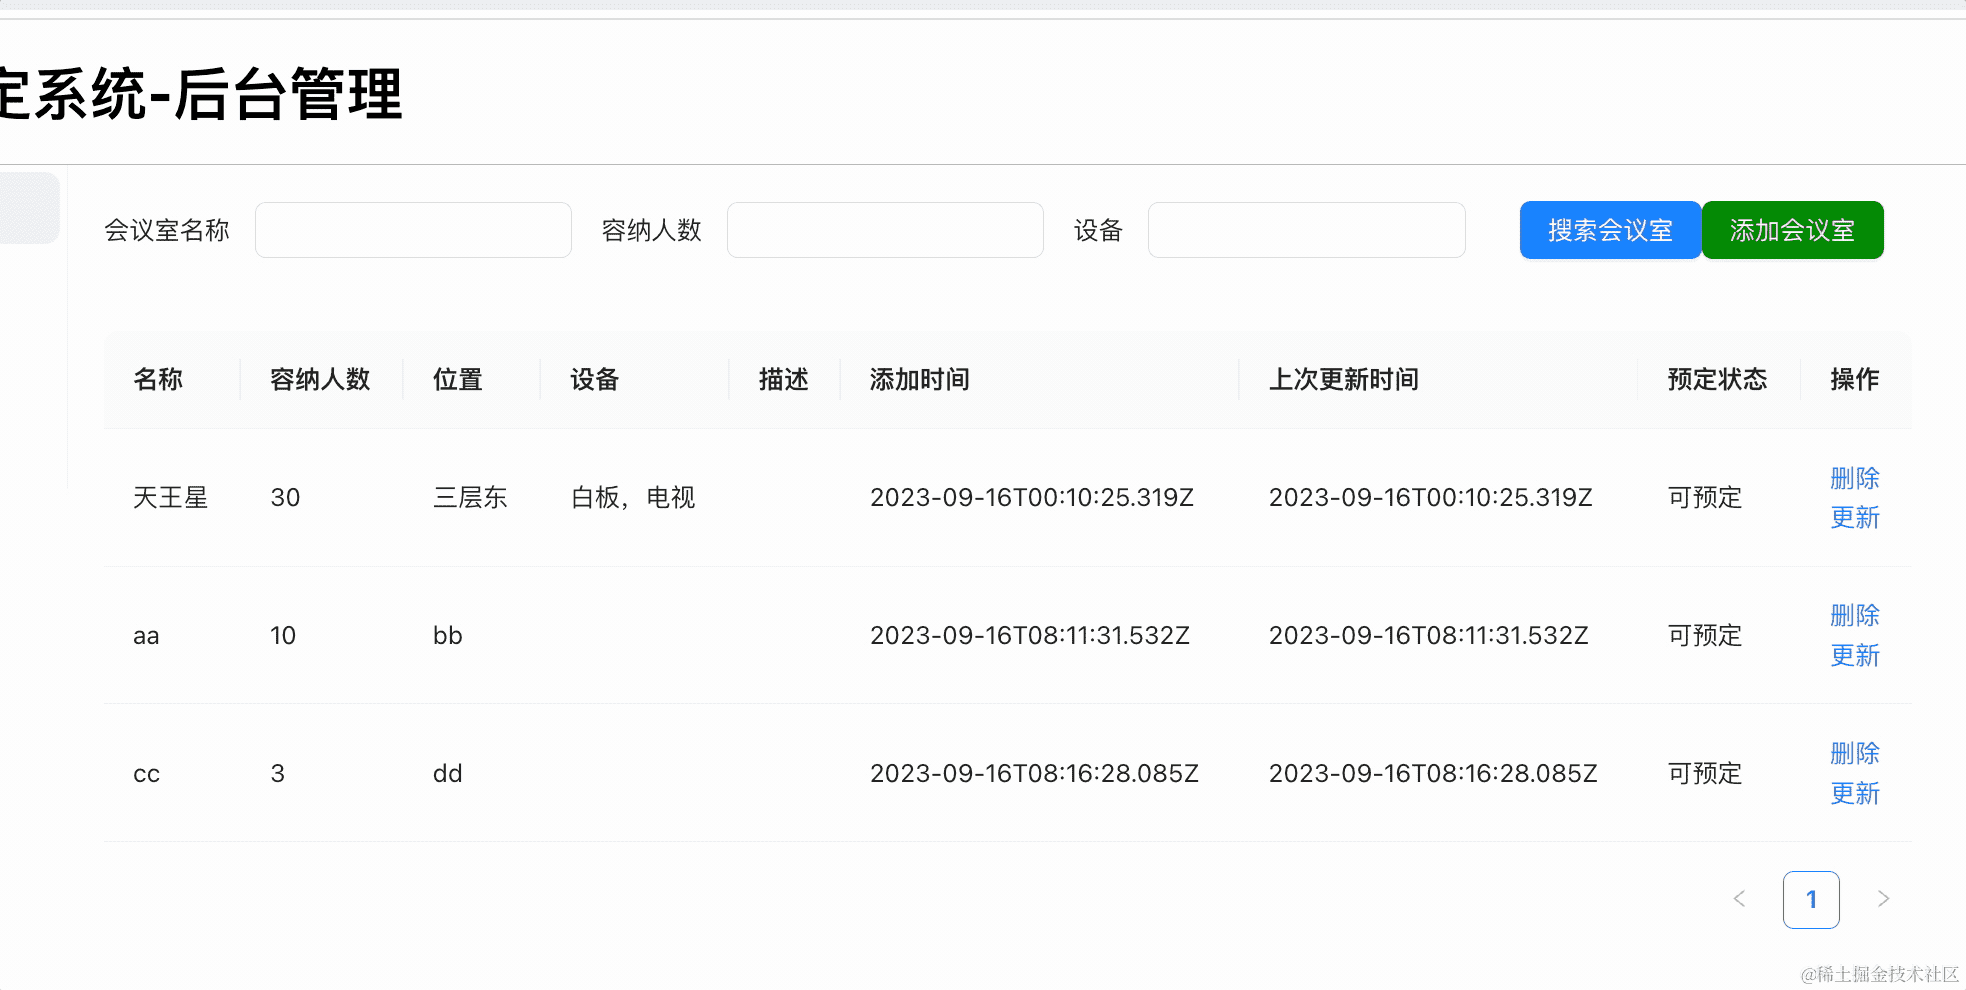 定系统-后台管理
会议室名称 容纳人数 设备 搜索会议室 添加会议室
名称 容纳人数 位置 设备 描述 添加时间 上次更新时间 预定状态 操作
天王星 30 三层东 白板，电视 2023-09-16T00:10:25.319Z 2023-09-16T00:10:25.319Z 可预定 删除
更新
aa 10 bb 2023-09-16T08:11:31.532Z 2023-09-16T08:11:31.532Z 可预定 删除
更新
cc 3 dd 2023-09-16T08:16:28.085Z 2023-09-16T08:16:28.085Z 可预定 删除
更新
< 1 >
@稀土掘金技术社区